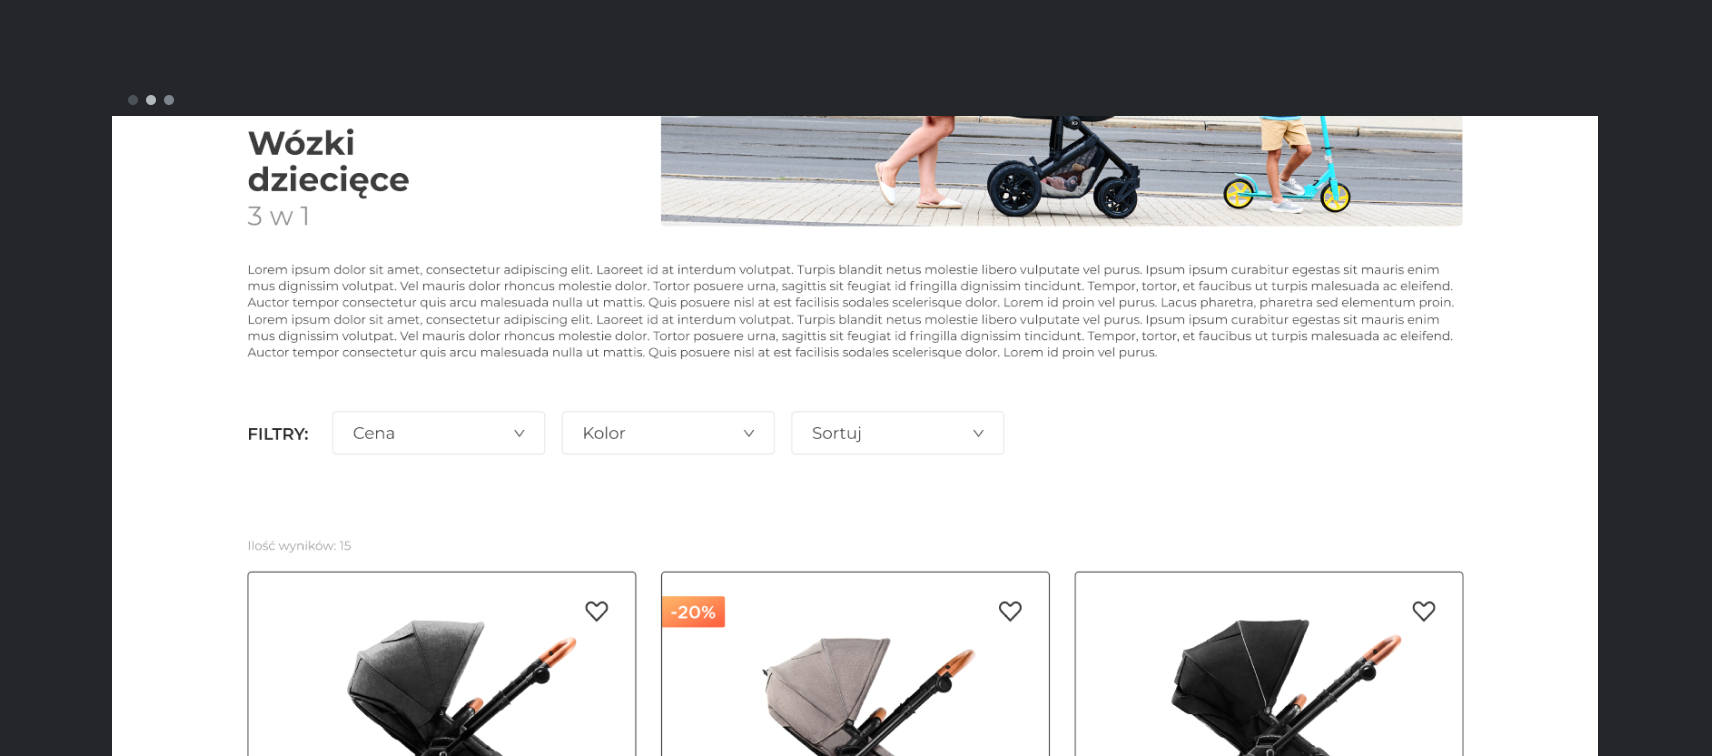 Wózki
dziecięce
3 w 1
Lorem ipsum dolor sit amet, consectetur adipiscing elit. Laoreet id at interdum volutpat. Turpis blandit netus molestie libero vulputate vel purus. Ipsum ipsum curabitur egestas sit mauris enim
mus dignissim volutpat. Vel mauris dolor rhoncus molestie dolor. Tortor posuere urna, sagittis sit feugiat id fringilla dignissim tincidunt. Tempor, tortor, et faucibus ut turpis malesuada ac eleifend.
Auctor tempor consectetur quis arcu malesuada nulla ut mattis. Quis posuere nisl at est facilisis sodales scelerisque dolor. Lorem id proin vel purus. Lacus pharetra, pharetra sed elementum proin.
Lorem ipsum dolor sit amet, consectetur adipiscing elit. Laoreet id at interdum volutpat. Turpis blandit netus molestie libero vulputate vel purus. Ipsum ipsum curabitur egestas sit mauris enim
mus dignissim volutpat. Vel mauris dolor rhoncus molestie dolor. Tortor posuere urna, sagittis sit feugiat id fringilla dignissim tincidunt. Tempor, tortor, et faucibus ut turpis malesuada ac eleifend.
Auctor tempor consectetur quis arcu malesuada nulla ut mattis. Quis posuere nisl at est facilisis sodales scelerisque dolor. Lorem id proin vel purus.
FILTRY: Cena Kolor Sortuj
Ilość wyników: 15
-20%